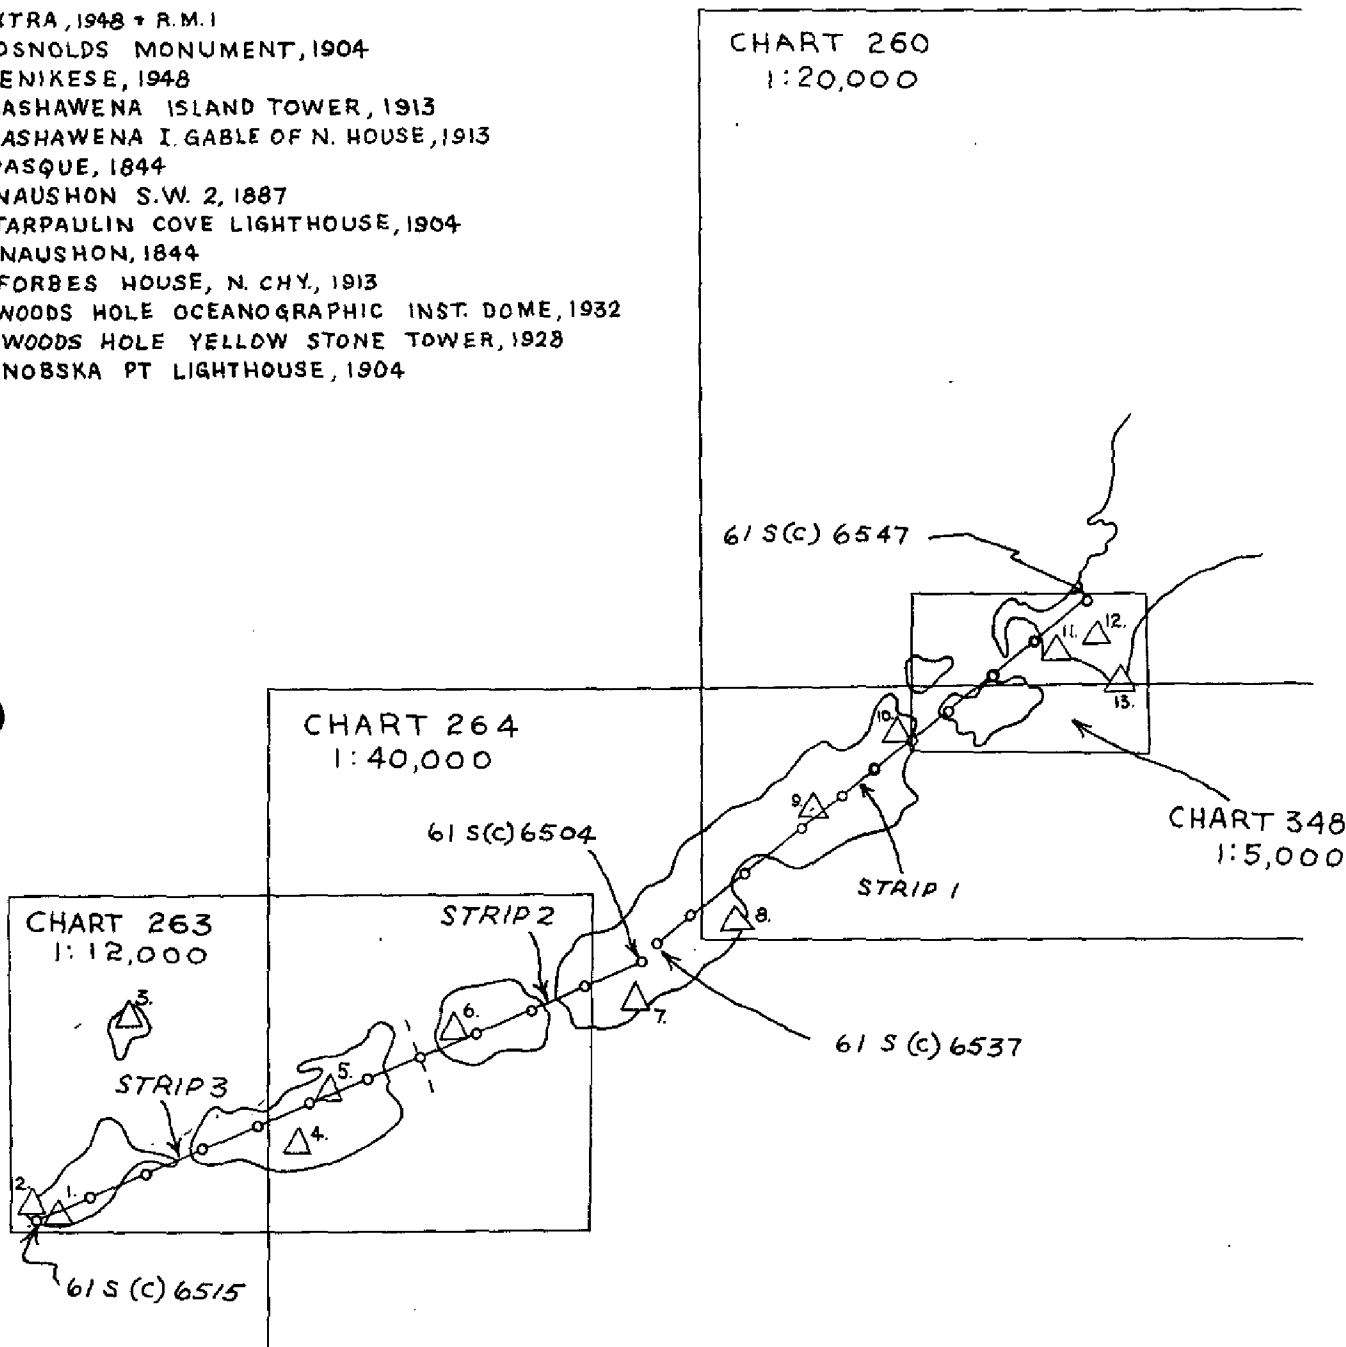 XTRA, 1948 + R.M.1
OSNOLDS MONUMENT, 1904
ENIKESE, 1948
ASHAWENA ISLAND TOWER, 1913
ASHAWENA I. GABLE OF N. HOUSE, 1913
PASQUE, 1844
NAUSHON S.W. 2, 1887
TARPAULIN COVE LIGHTHOUSE, 1904
NAUSHON, 1844
FORBES HOUSE, N. CHY., 1913
WOODS HOLE OCEANOGRAPHIC INST. DOME, 1932
WOODS HOLE YELLOW STONE TOWER, 1928
NOBSKA PT LIGHTHOUSE, 1904
CHART 260
1:20,000
61 S(C) 6547
11.
12.
13.
10.
CHART 264
1:40,000
9.
CHART 348
1:5,000
61 S(C) 6504
STRIP 1
8.
CHART 263
1:12,000
STRIP 2
3.
6.
7.
61 S (C) 6537
STRIP 3
5.
4.
2.
1.
61 S (C) 6515